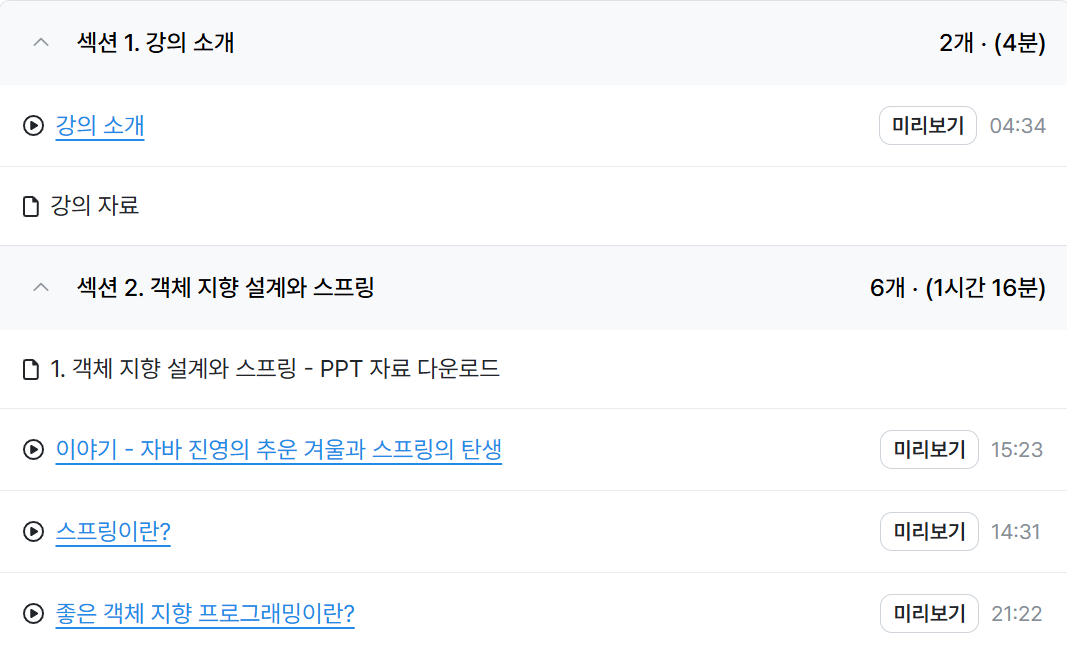 섹션 1. 강의 소개 2개 · (4분)
강의 소개 미리보기 04:34
강의 자료
섹션 2. 객체 지향 설계와 스프링 6개 · (1시간 16분)
1. 객체 지향 설계와 스프링 - PPT 자료 다운로드
이야기 - 자바 진영의 추운 겨울과 스프링의 탄생 미리보기 15:23
스프링이란? 미리보기 14:31
좋은 객체 지향 프로그래밍이란? 미리보기 21:22